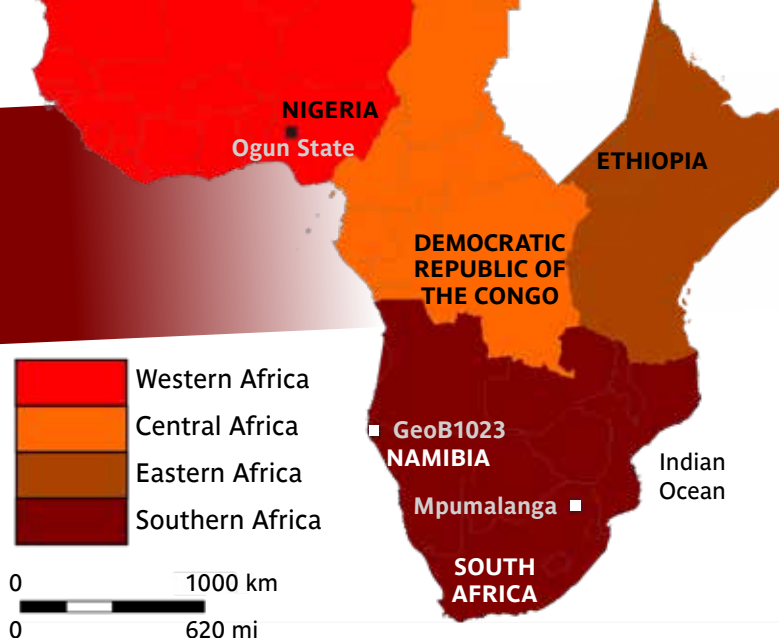 NIGERIA
Ogun State
ETHIOPIA
DEMOCRATIC
REPUBLIC OF
THE CONGO
Western Africa
Central Africa
Eastern Africa
Southern Africa
GeoB1023
NAMIBIA
Indian
Ocean
Mpumalanga
SOUTH
AFRICA
0 1000 km
0 620 mi